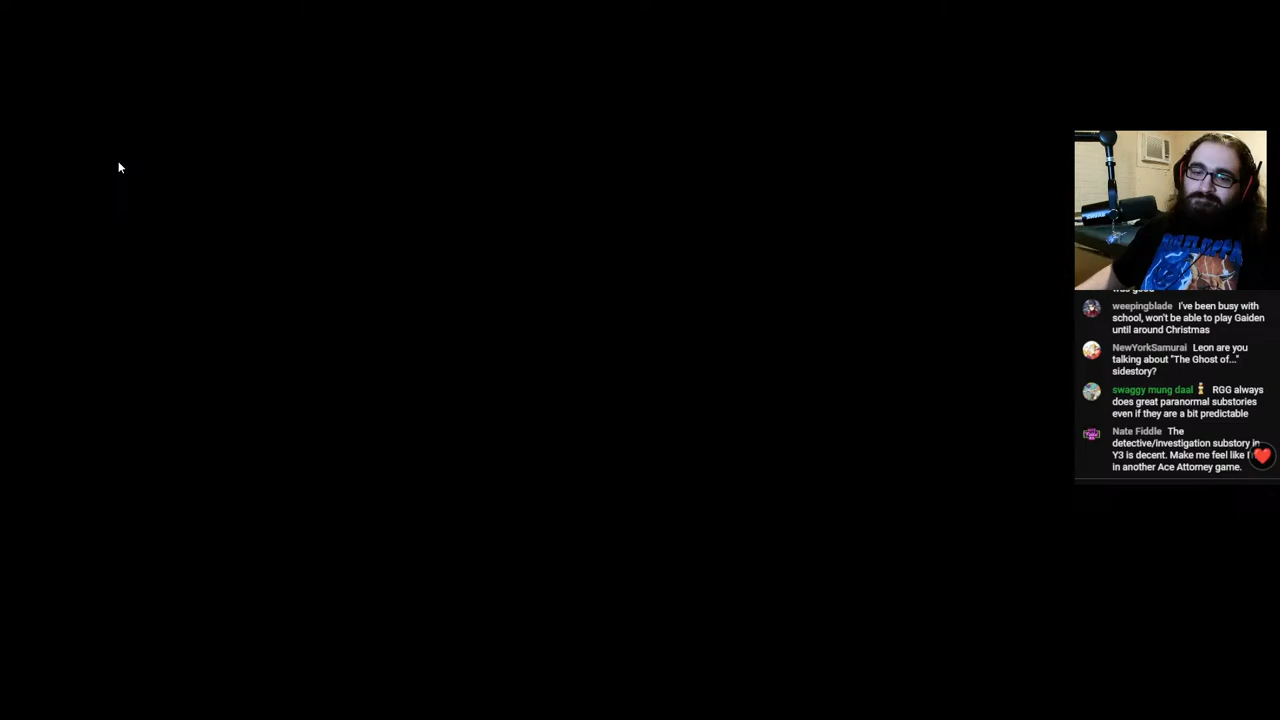 weepingblade I've been busy with
school, won't be able to play Gaiden
until around Christmas
NewYorkSamurai Leon are you
talking about "The Ghost of..."
sidestory?
swaggy mung daal RGG always
does great paranormal substories
even if they are a bit predictable
Nate Fiddle The
detective/investigation substory in
Y3 is decent. Make me feel like
in another Ace Attorney game.